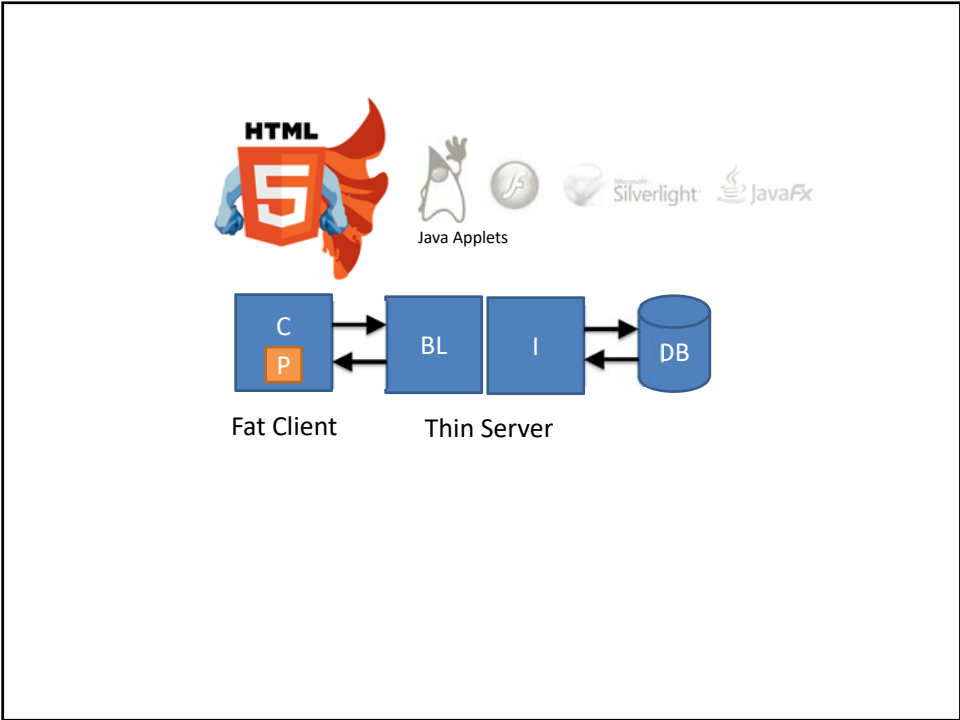 HTML
5
Microsoft
Silverlight
JavaFx
Java Applets
C
P
BL
I
DB
Fat Client
Thin Server